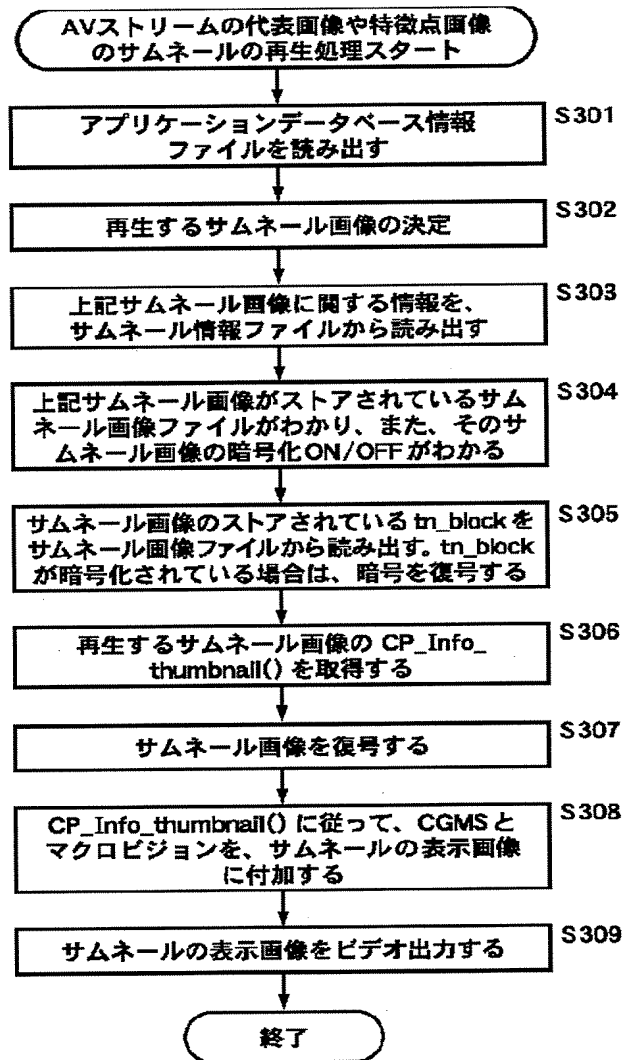 AVストリームの代表画像や特徴点画像
のサムネールの再生処理スタート
S301
アプリケーションデータベース情報
ファイルを読み出す
S302
再生するサムネール画像の決定
S303
上記サムネール画像に関する情報を、
サムネール情報ファイルから読み出す
S304
上記サムネール画像がストアされているサム
ネール画像ファイルがわかり、また、そのサ
ムネール画像の暗号化ON/OFFがわかる
S305
サムネール画像のストアされているtn_blockを
サムネール画像ファイルから読み出す。tn_block
が暗号化されている場合は、暗号を復号する
S306
再生するサムネール画像の CP_Info_
thumbnail() を取得する
S307
サムネール画像を復号する
S308
CP_Info_thumbnail() に従って、CGMSと
マクロビジョンを、サムネールの表示画像
に付加する
S309
サムネールの表示画像をビデオ出力する
終了